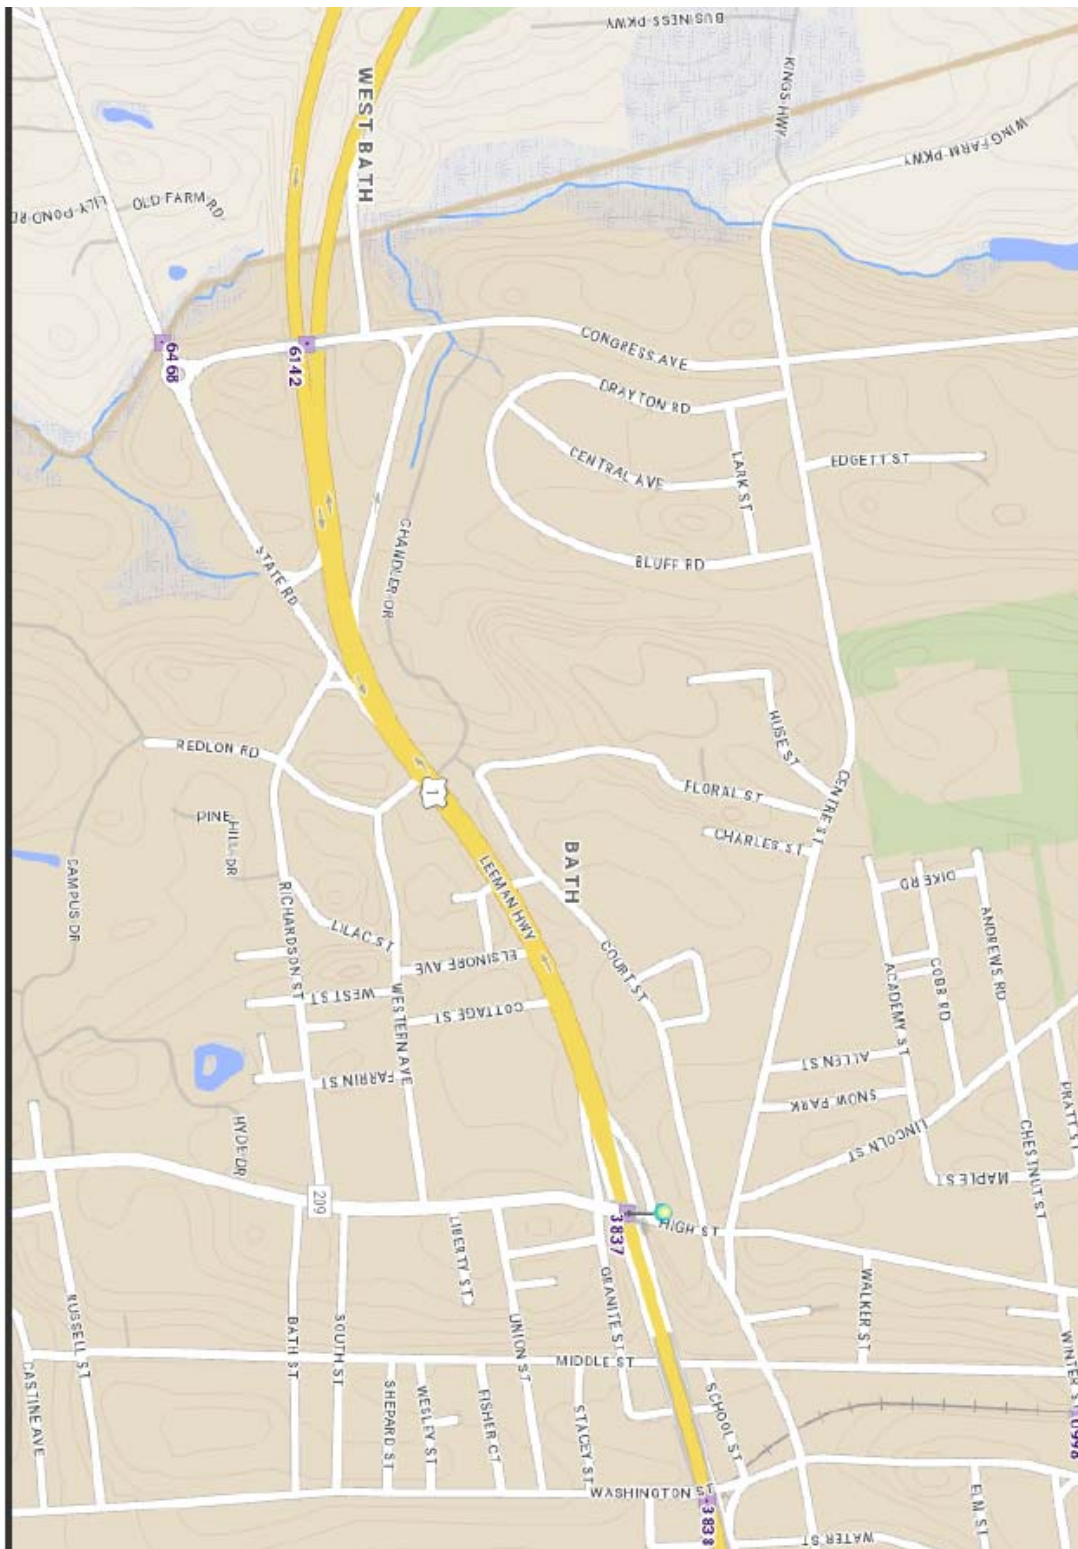 BUSINESS PKWY
KINGS HWY
WING FARM PKWY
WEST BATH
LILY POND RD
OLD FARM RD
6468
6142
CONGRESS AVE
DRAYTON RD
CENTRAL AVE
LARK ST
EDGETT ST
BLUFF RD
STATE RD
CHANDLER DR
HUSE ST
REDLON RD
FLORAL ST
CENTRE ST
1
CHARLES ST
PINE HILL DR
BATH
LEEMAN HWY
DIKE RD
CAMPUS DR
RICHARDSON ST
LILAC ST
ELSINORE AVE
COURT ST
ANDREWS RD
COBB RD
ACADEMY ST
WEST ST
WESTERN AVE
COTTAGE ST
ALLEN ST
FARRIN ST
SNOW PARK
PRATT ST
HYDE DR
LINCOLN ST
CHESTNUT ST
MAPLE ST
209
3837
HIGH ST
LIBERTY ST
GRANITE ST
WALKER ST
RUSSELL ST
BATH ST
SOUTH ST
UNION ST
MIDDLE ST
WINTER ST
CASTINE AVE
SHEPARD ST
WESLEY ST
FISHER CT
STACEY ST
SCHOOL ST
WASHINGTON ST
3838
ELM ST
WATER ST